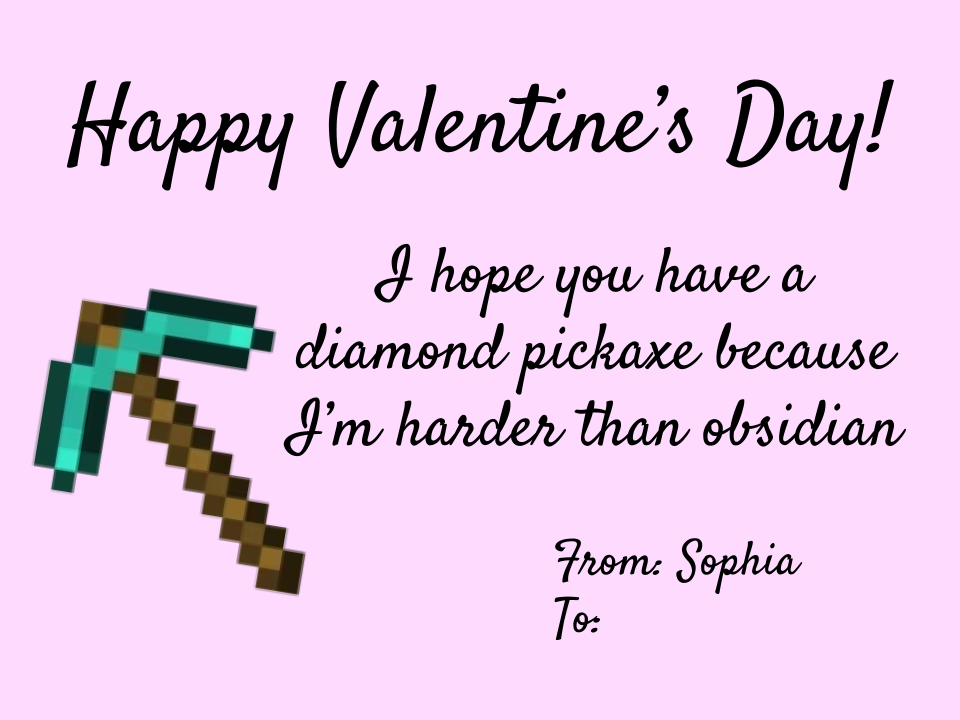 Happy Valentine’s Day!
I hope you have a
diamond pickaxe because
I’m harder than obsidian
From: Sophia
To: